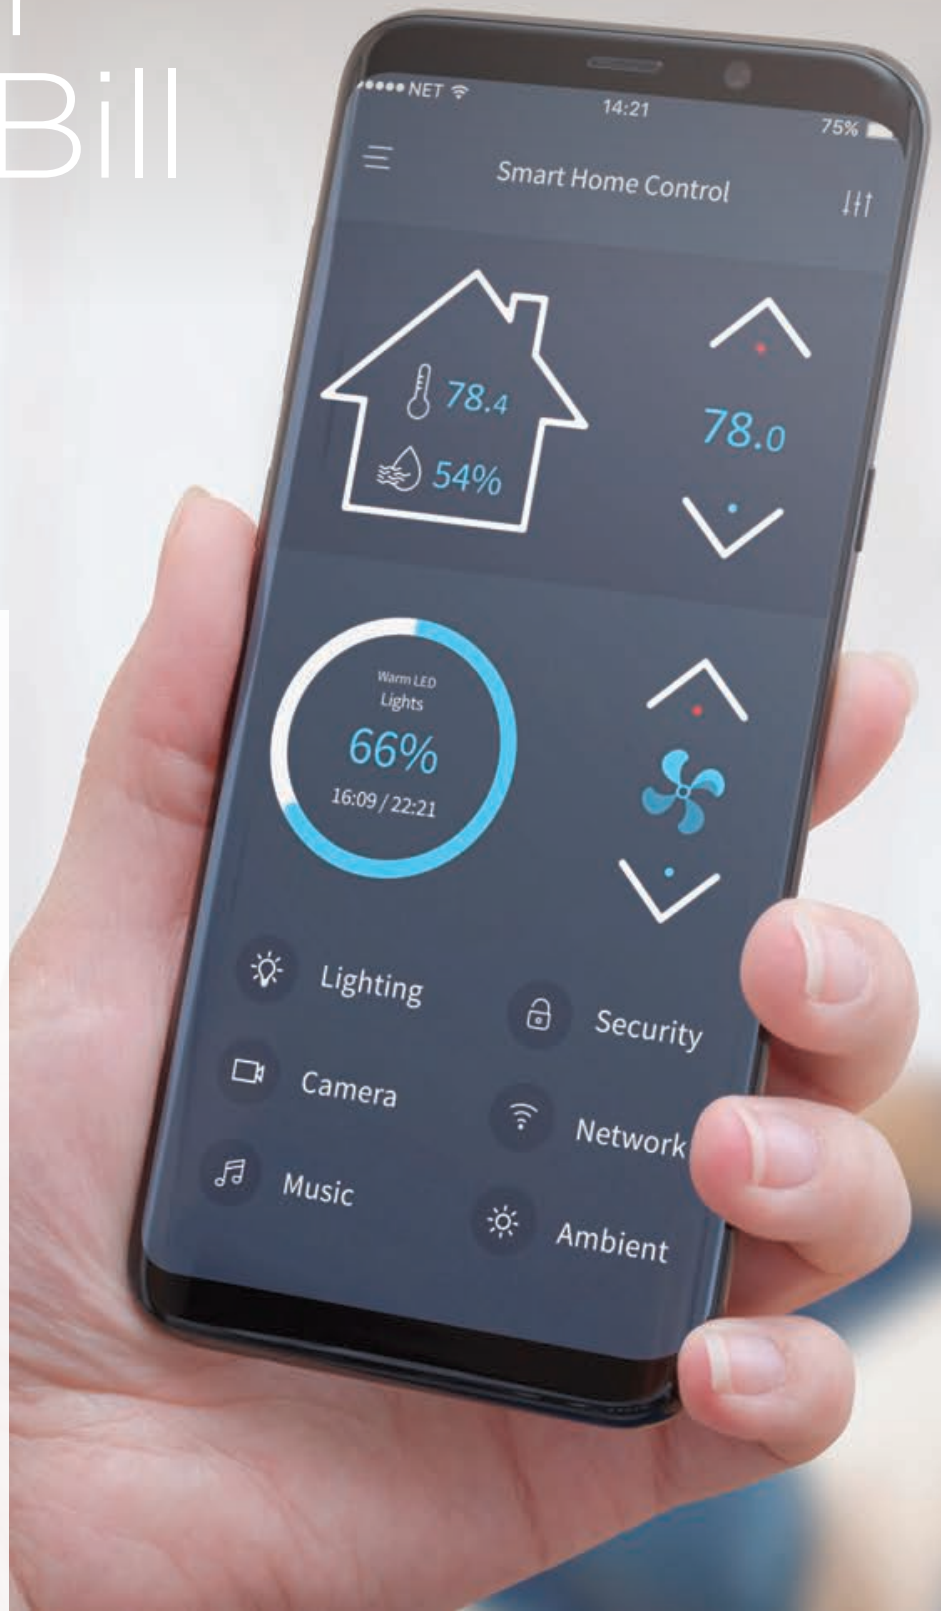 Bill
NET
14:21
75%
Smart Home Control
78.4
54%
78.0
Warm LED
Lights
66%
16:09 / 22:21
Lighting
Security
Camera
Network
Music
Ambient